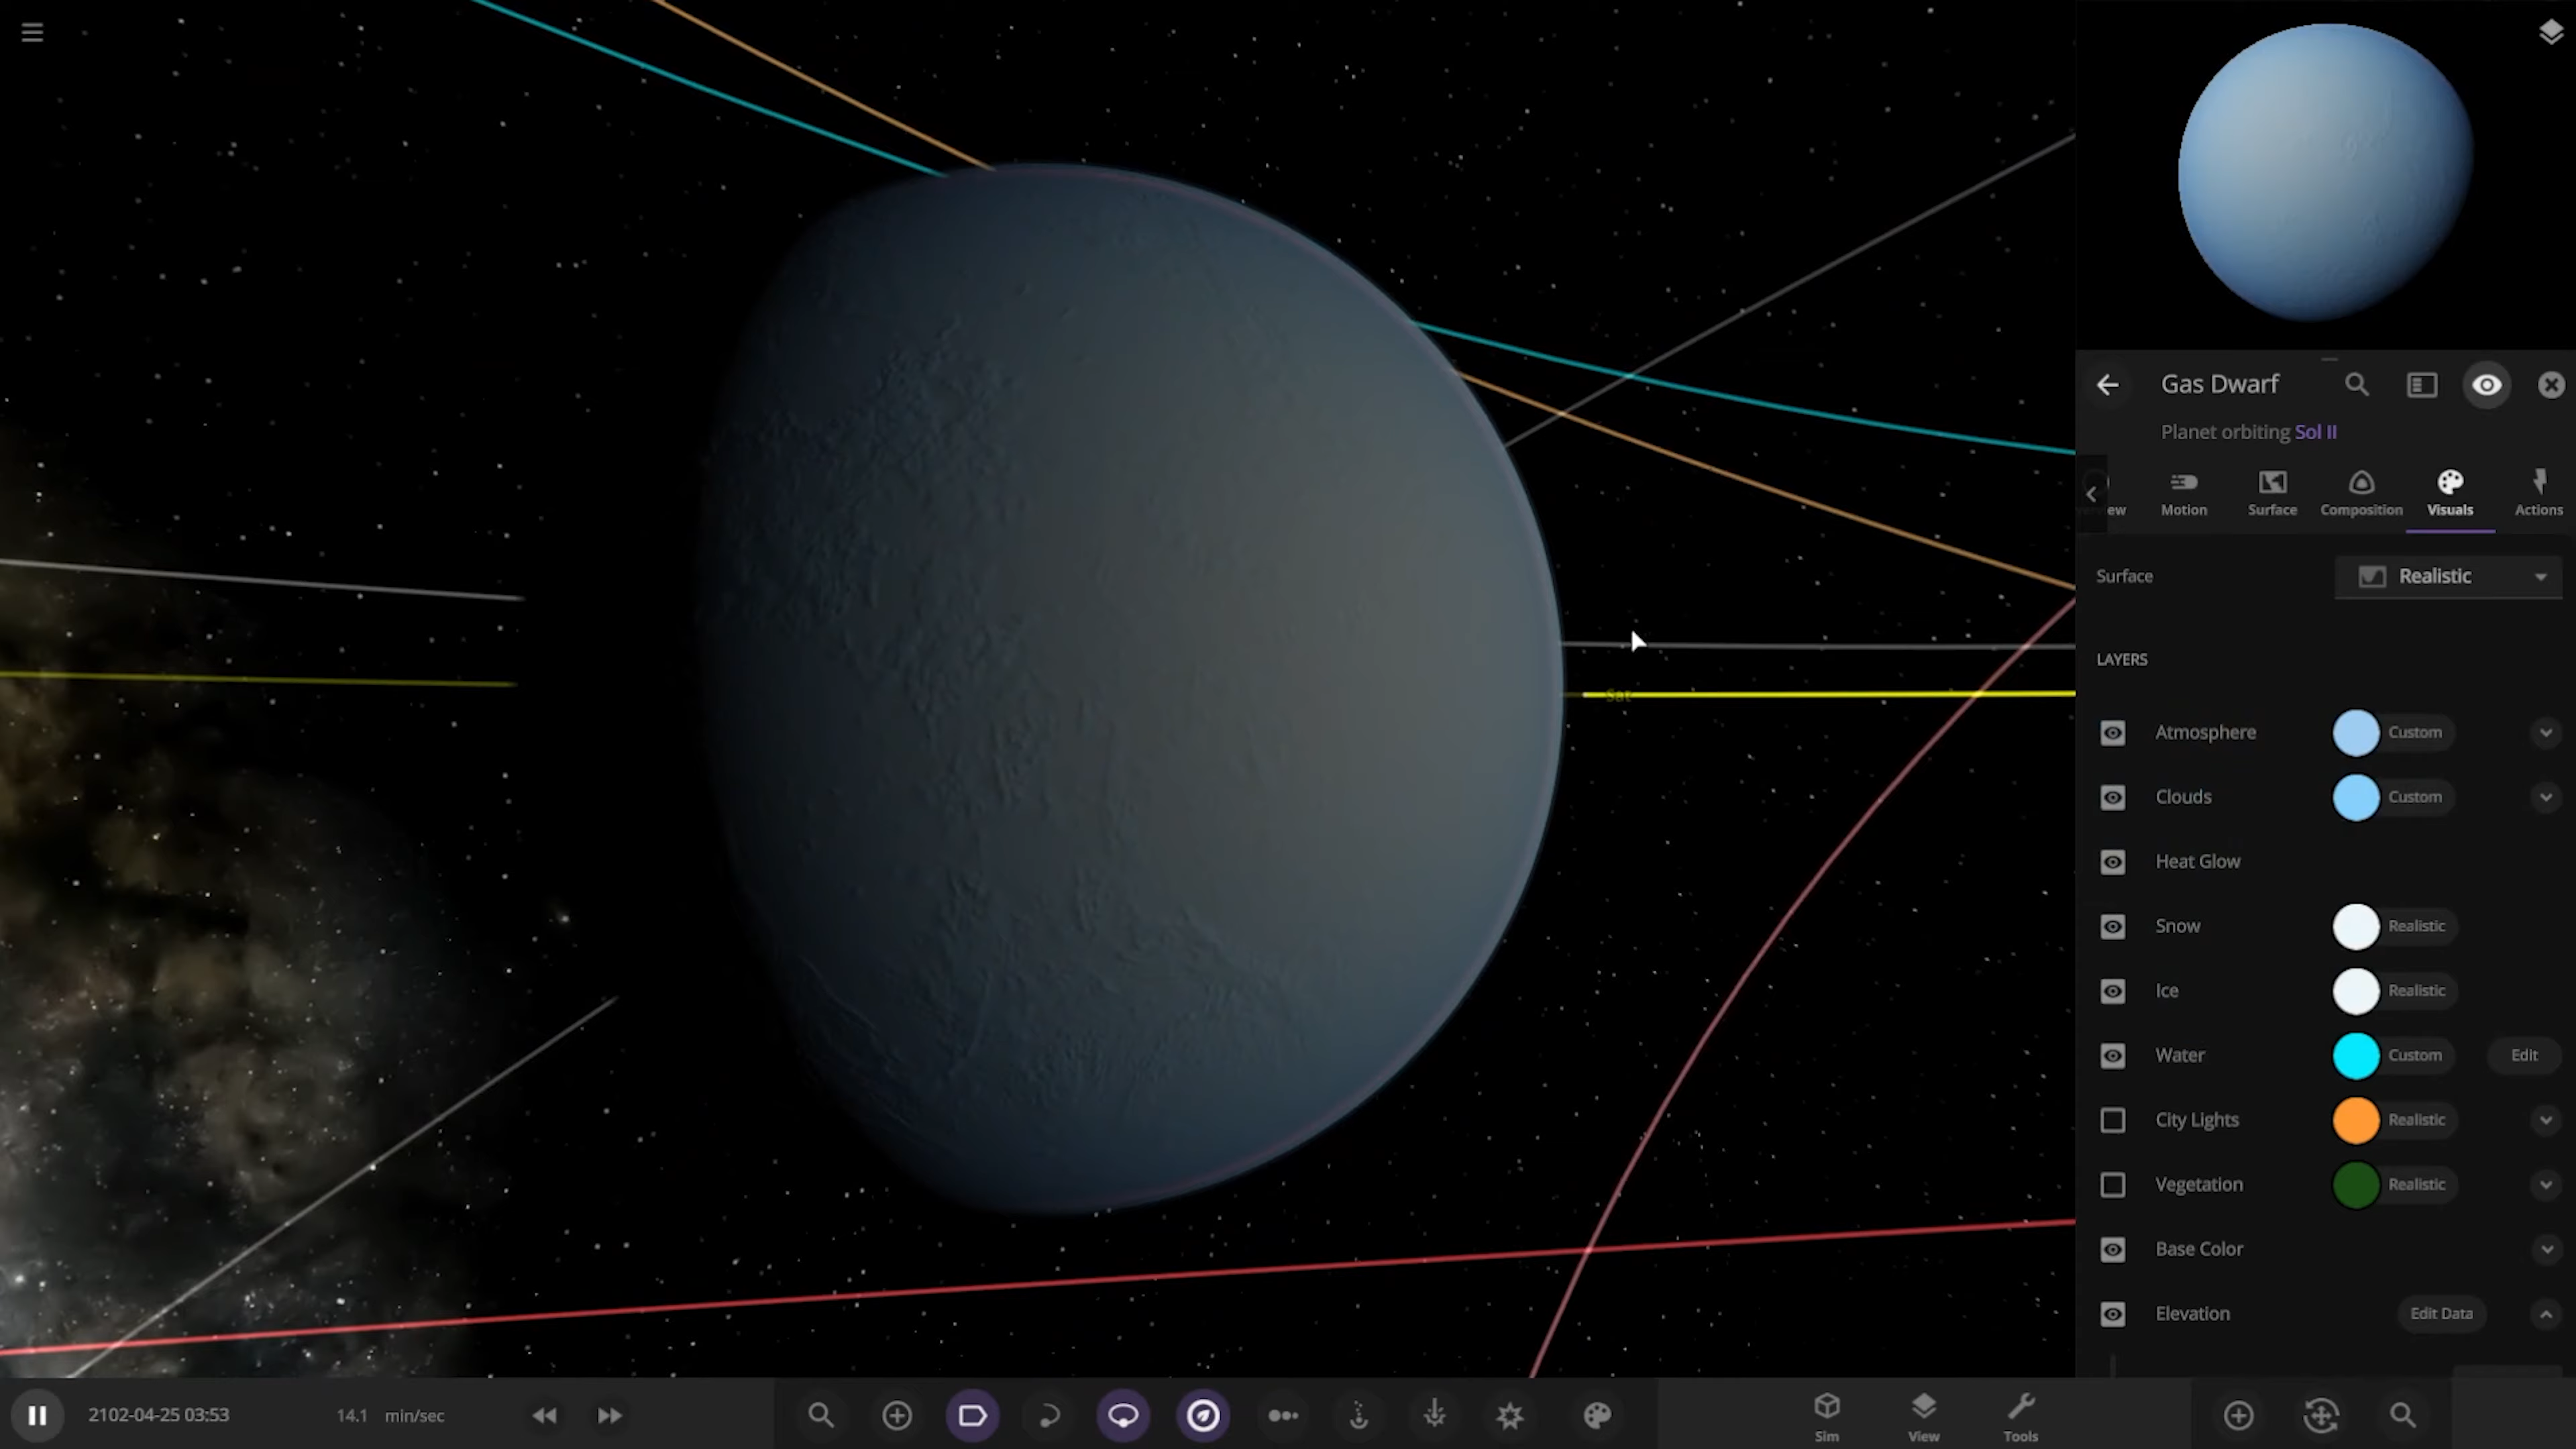 Gas Dwarf
Planet orbiting Sol II
Motion
Surface
Composition
Visuals
Actions
Surface
Realistic
LAYERS
Atmosphere
Custom
Clouds
Custom
Heat Glow
Snow
Realistic
Ice
Realistic
Water
Custom
Edit
City Lights
Realistic
Vegetation
Realistic
Base Color
Elevation
Edit Data
Sat
2102-04-25 03:53
14.1 min/sec
Sim
View
Tools